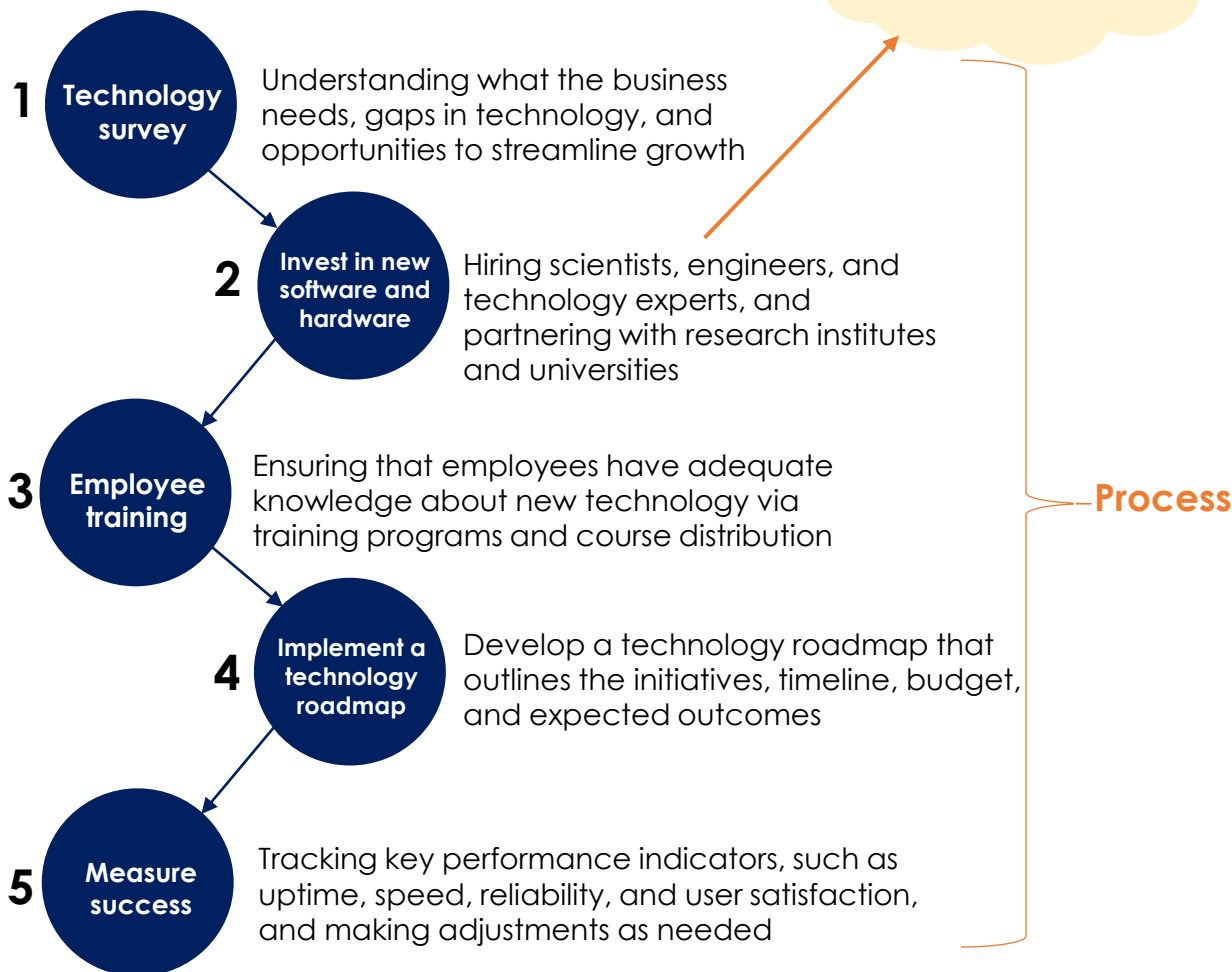 1
Technology
survey
Understanding what the business
needs, gaps in technology, and
opportunities to streamline growth
2
Invest in new
software and
hardware
Hiring scientists, engineers, and
technology experts, and
partnering with research institutes
and universities
3
Employee
training
Ensuring that employees have adequate
knowledge about new technology via
training programs and course distribution
Process
4
Implement a
technology
roadmap
Develop a technology roadmap that
outlines the initiatives, timeline, budget,
and expected outcomes
5
Measure
success
Tracking key performance indicators, such as
uptime, speed, reliability, and user satisfaction,
and making adjustments as needed